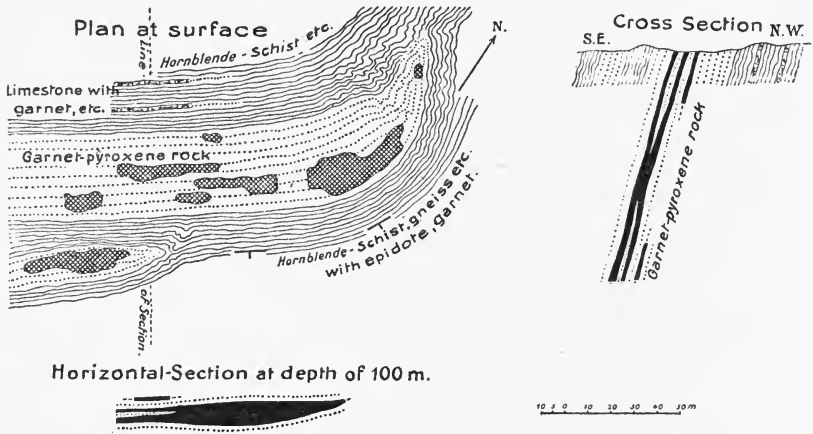 Plan at surface
Line
Hornblende-Schist etc.
N.
Limestone with
garnet, etc.
Garnet-pyroxene rock
Hornblende-Schist, gneiss etc.
with epidote, garnet.
of Section.
Cross Section
S.E.
N.W.
Garnet-pyroxene rock
Horizontal-Section at depth of 100 m.
10 5 0 10 20 30 40 50 m